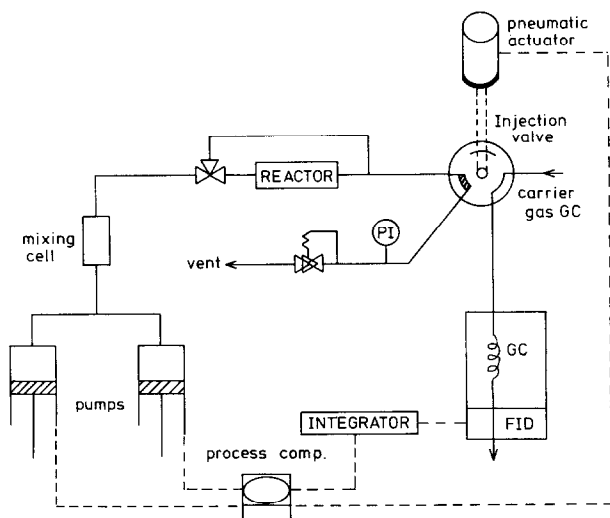 pneumatic
actuator
Injection
valve
REACTOR
carrier
gas GC
mixing
cell
PI
vent
GC
pumps
INTEGRATOR
FID
process comp.